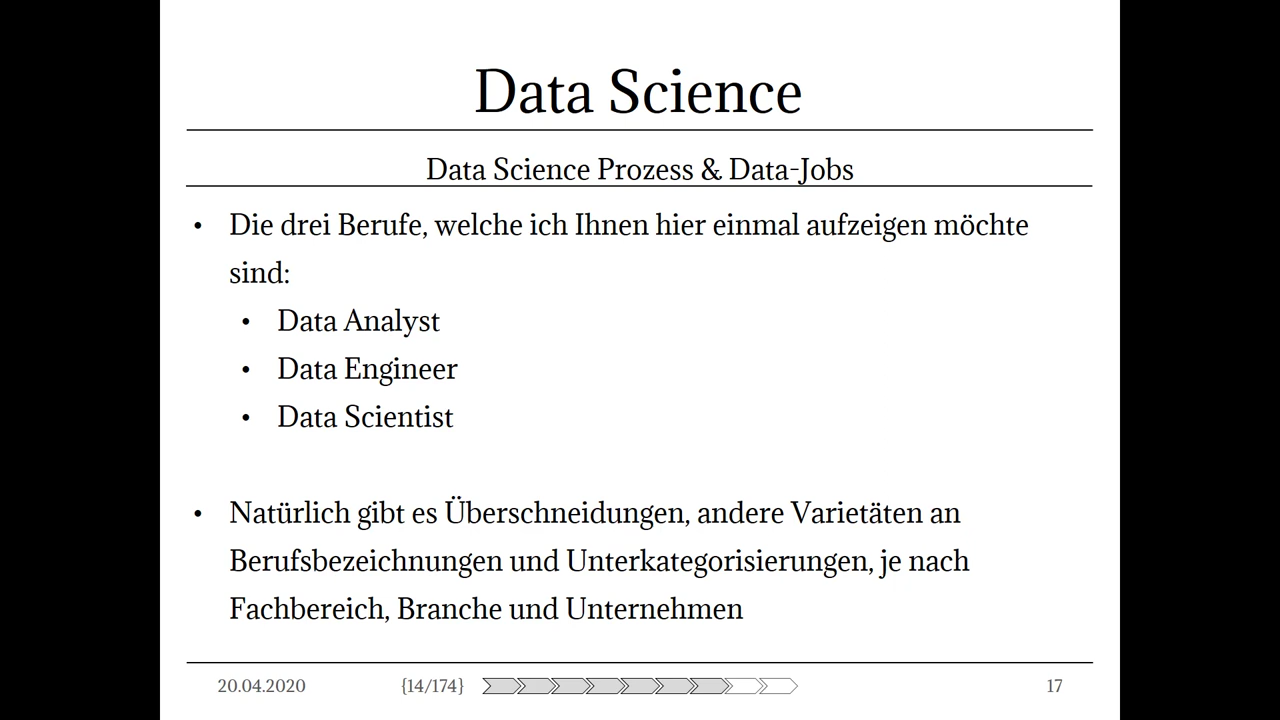 Data Science
Data Science Prozess & Data-Jobs
• Die drei Berufe, welche ich Ihnen hier einmal aufzeigen möchte
sind:
• Data Analyst
• Data Engineer
• Data Scientist
• Natürlich gibt es Überschneidungen, andere Varietäten an
Berufsbezeichnungen und Unterkategorisierungen, je nach
Fachbereich, Branche und Unternehmen
20.04.2020 {14/174} 17